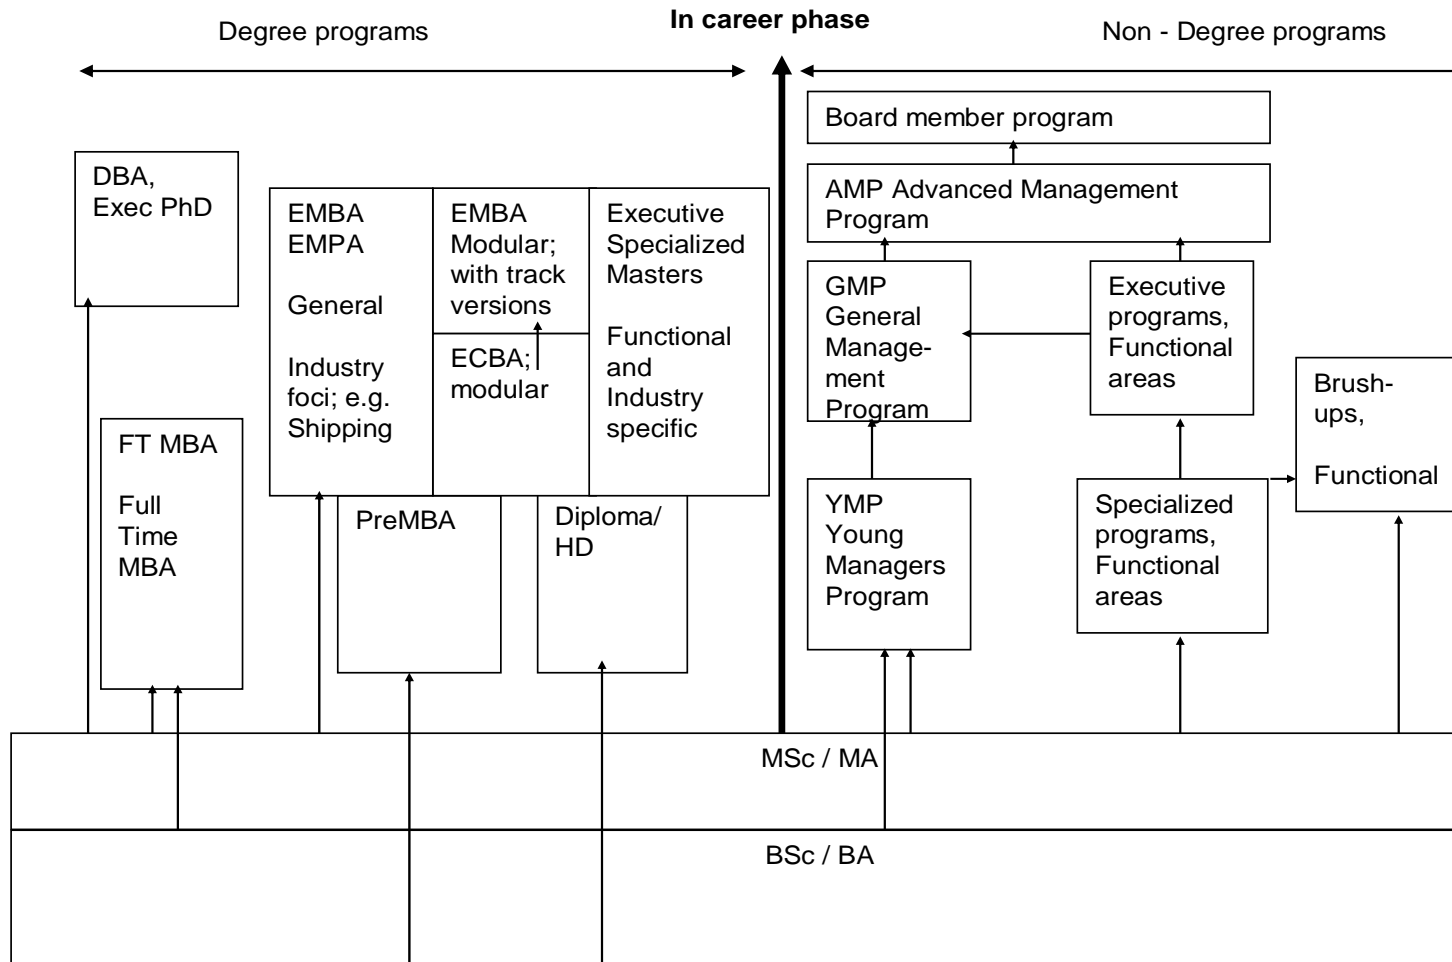 In career phase
Degree programs
Non - Degree programs
Board member program
DBA,
Exec PhD
AMP Advanced Management
Program
EMBA
EMPA
General
Industry
foci; e.g.
Shipping
EMBA
Modular;
with track
versions
ECBA;
modular
Executive
Specialized
Masters
Functional
and
Industry
specific
GMP
General
Manage-
ment
Program
Executive
programs,
Functional
areas
Brush-
ups,
Functional
FT MBA
Full
Time
MBA
PreMBA
Diploma/
HD
YMP
Young
Managers
Program
Specialized
programs,
Functional
areas
MSc / MA
BSc / BA